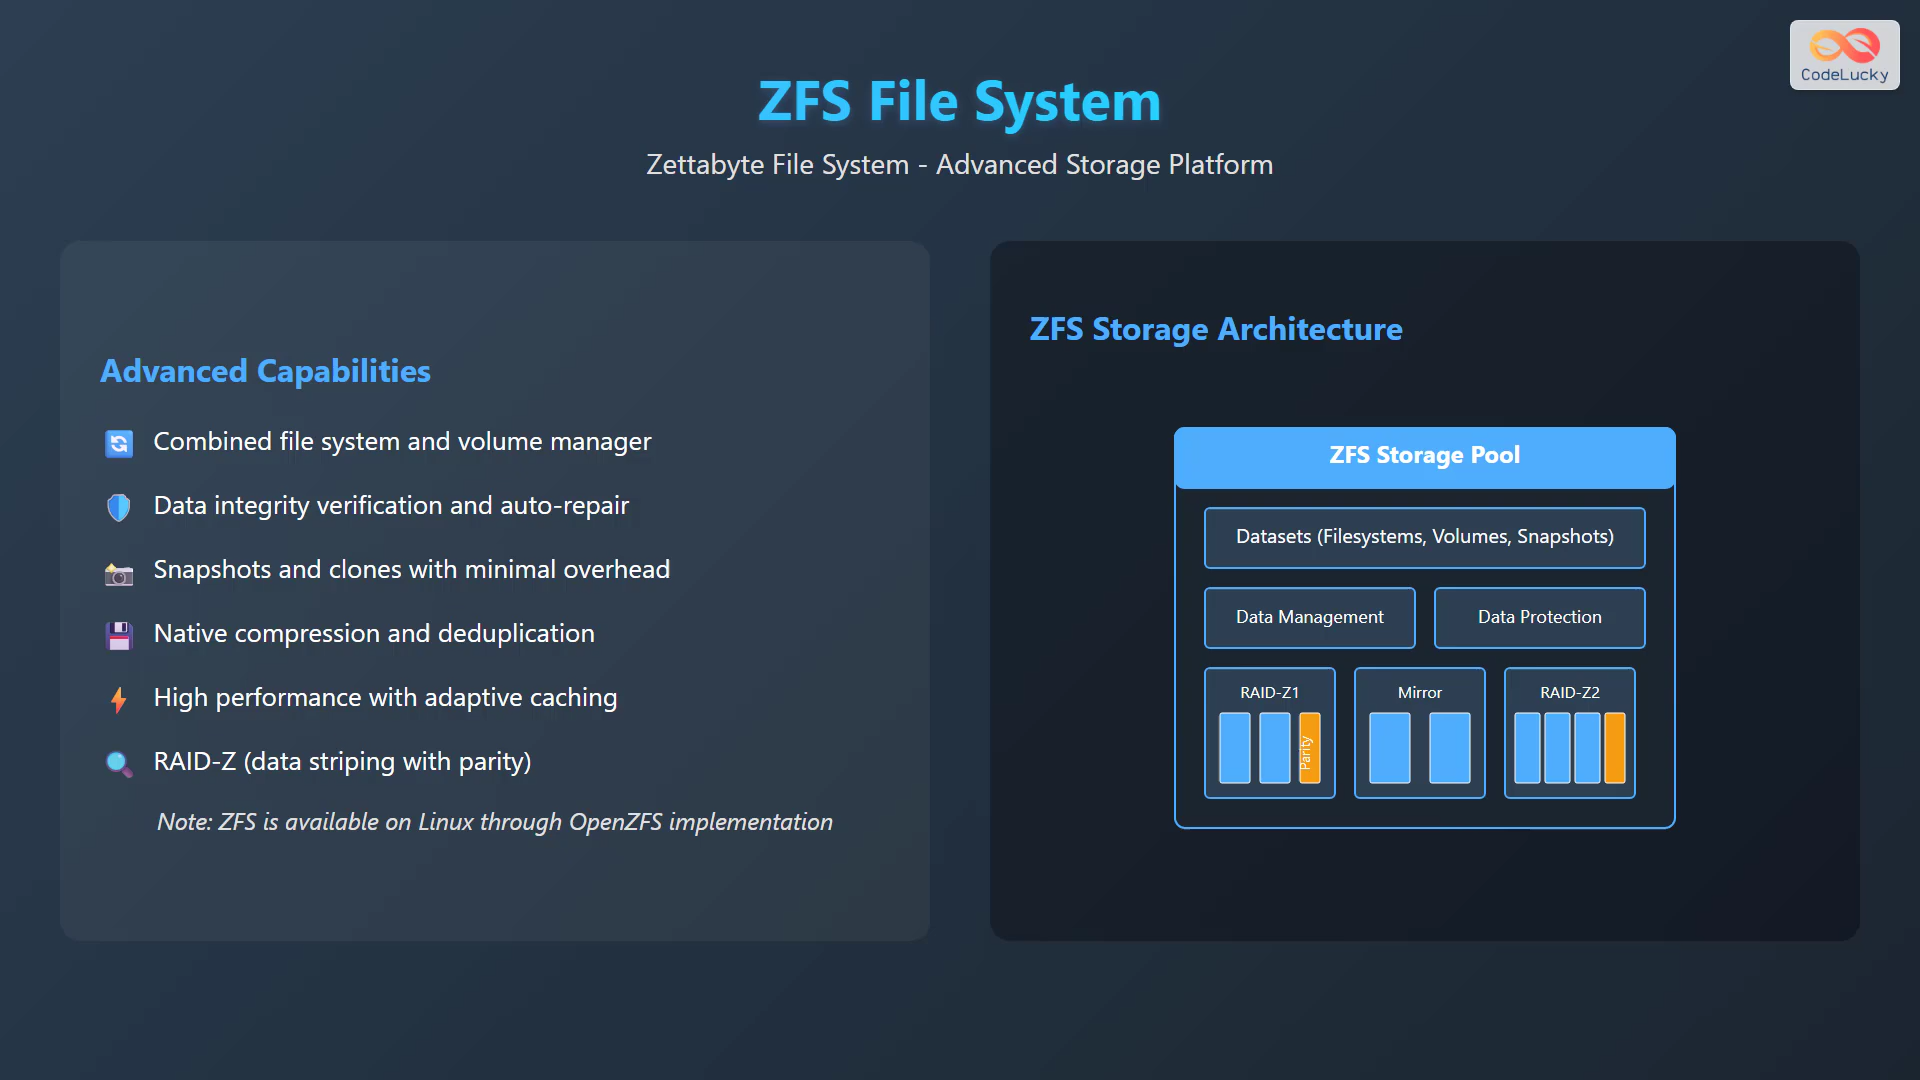 CodeLucky
ZFS File System
Zettabyte File System - Advanced Storage Platform
Advanced Capabilities
Combined file system and volume manager
Data integrity verification and auto-repair
Snapshots and clones with minimal overhead
Native compression and deduplication
High performance with adaptive caching
RAID-Z (data striping with parity)
Note: ZFS is available on Linux through OpenZFS implementation
ZFS Storage Architecture
ZFS Storage Pool
Datasets (Filesystems, Volumes, Snapshots)
Data Management
Data Protection
RAID-Z1
Parity
Mirror
RAID-Z2